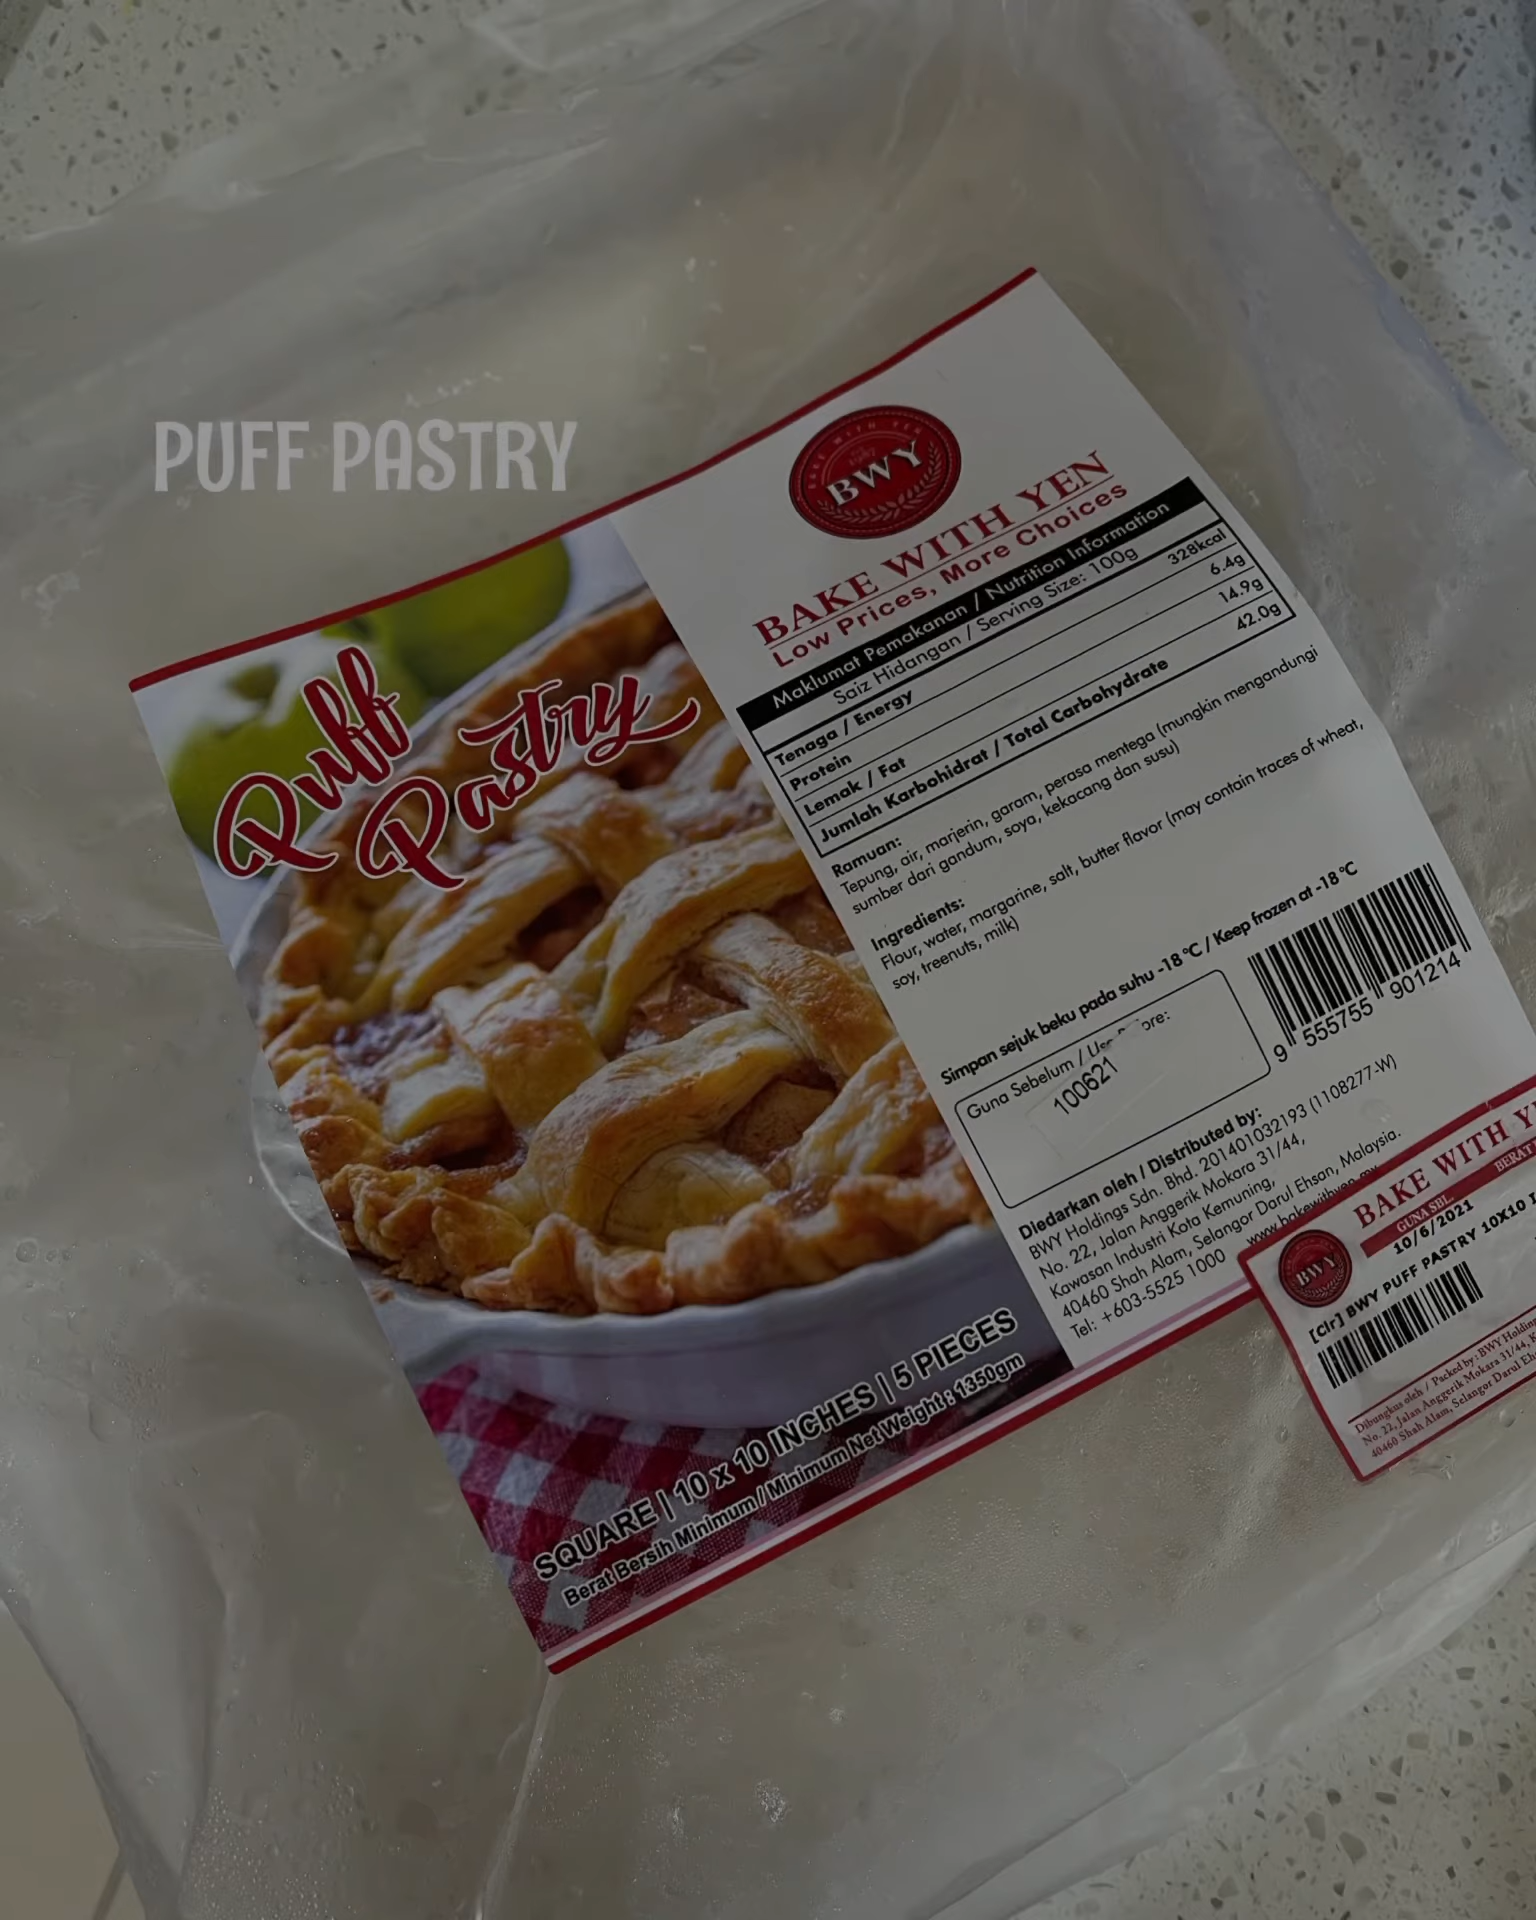 PUFF PASTRY
Puff
Pastry
SQUARE | 10 x 10 INCHES | 5 PIECES
Berat Bersih Minimum / Minimum Net Weight : 1350gm
BWY
BAKE WITH YEN
Low Prices, More Choices
Maklumat Pemakanan / Nutrition Information
Saiz Hidangan / Serving Size: 100g
Tenaga / Energy 328kcal
Protein 6.4g
Lemak / Fat 14.9g
Jumlah Karbohidrat / Total Carbohydrate 42.0g
Ramuan:
Tepung, air, marjerin, garam, perasa mentega (mungkin mengandungi
sumber dari gandum, soya, kekacang dan susu)
Ingredients:
Flour, water, margarine, salt, butter flavor (may contain traces of wheat,
soy, treenuts, milk)
Simpan sejuk beku pada suhu -18°C / Keep frozen at -18°C
Guna Sebelum /
100621
9 555755 901214
Diedarkan oleh / Distributed by:
BWY Holdings Sdn. Bhd. 201401032193 (1108277-W)
No. 22, Jalan Anggerik Mokara 31/44,
Kawasan Industri Kota Kemuning,
40460 Shah Alam, Selangor Darul Ehsan, Malaysia.
Tel: +603-5525 1000 www.bakewithyen.my
BWY
BAKE WITH
BERAT
GUNA SBL.
10/6/2021
[Clr] BWY PUFF PASTRY 10X10
Dibungkus oleh / Packed by: BWY
No. 22, Jalan Anggerik Mokara 31/44,
40460 Shah Alam, Selangor Darul